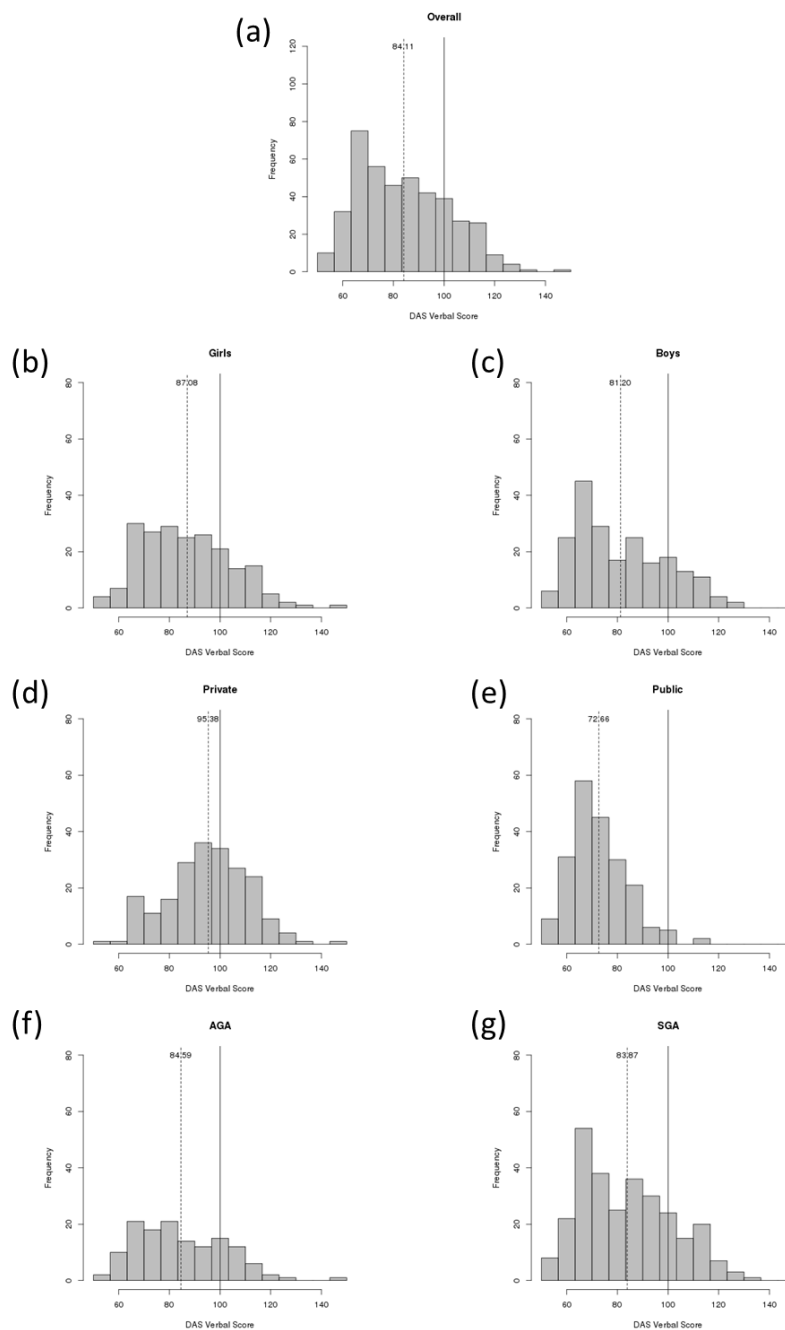 (a)
Overall
84.11
Frequency
0 20 40 60 80 100 120
60 80 100 120 140
DAS Verbal Score
(b)
Girls
87.08
Frequency
0 20 40 60 80
60 80 100 120 140
DAS Verbal Score
(c)
Boys
81.20
Frequency
0 20 40 60 80
60 80 100 120 140
DAS Verbal Score
(d)
Private
95.38
Frequency
0 20 40 60 80
60 80 100 120 140
DAS Verbal Score
(e)
Public
72.66
Frequency
0 20 40 60 80
60 80 100 120 140
DAS Verbal Score
(f)
AGA
84.59
Frequency
0 20 40 60 80
60 80 100 120 140
DAS Verbal Score
(g)
SGA
83.87
Frequency
0 20 40 60 80
60 80 100 120 140
DAS Verbal Score